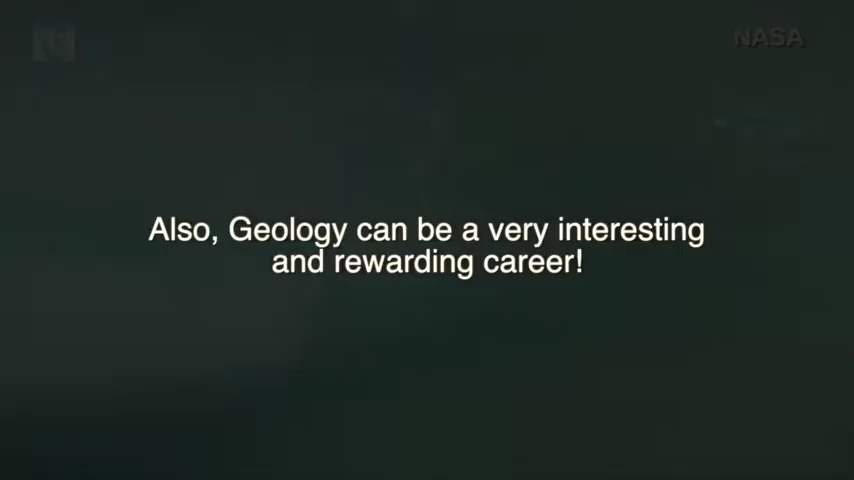 NASA
Also, Geology can be a very interesting
and rewarding career!